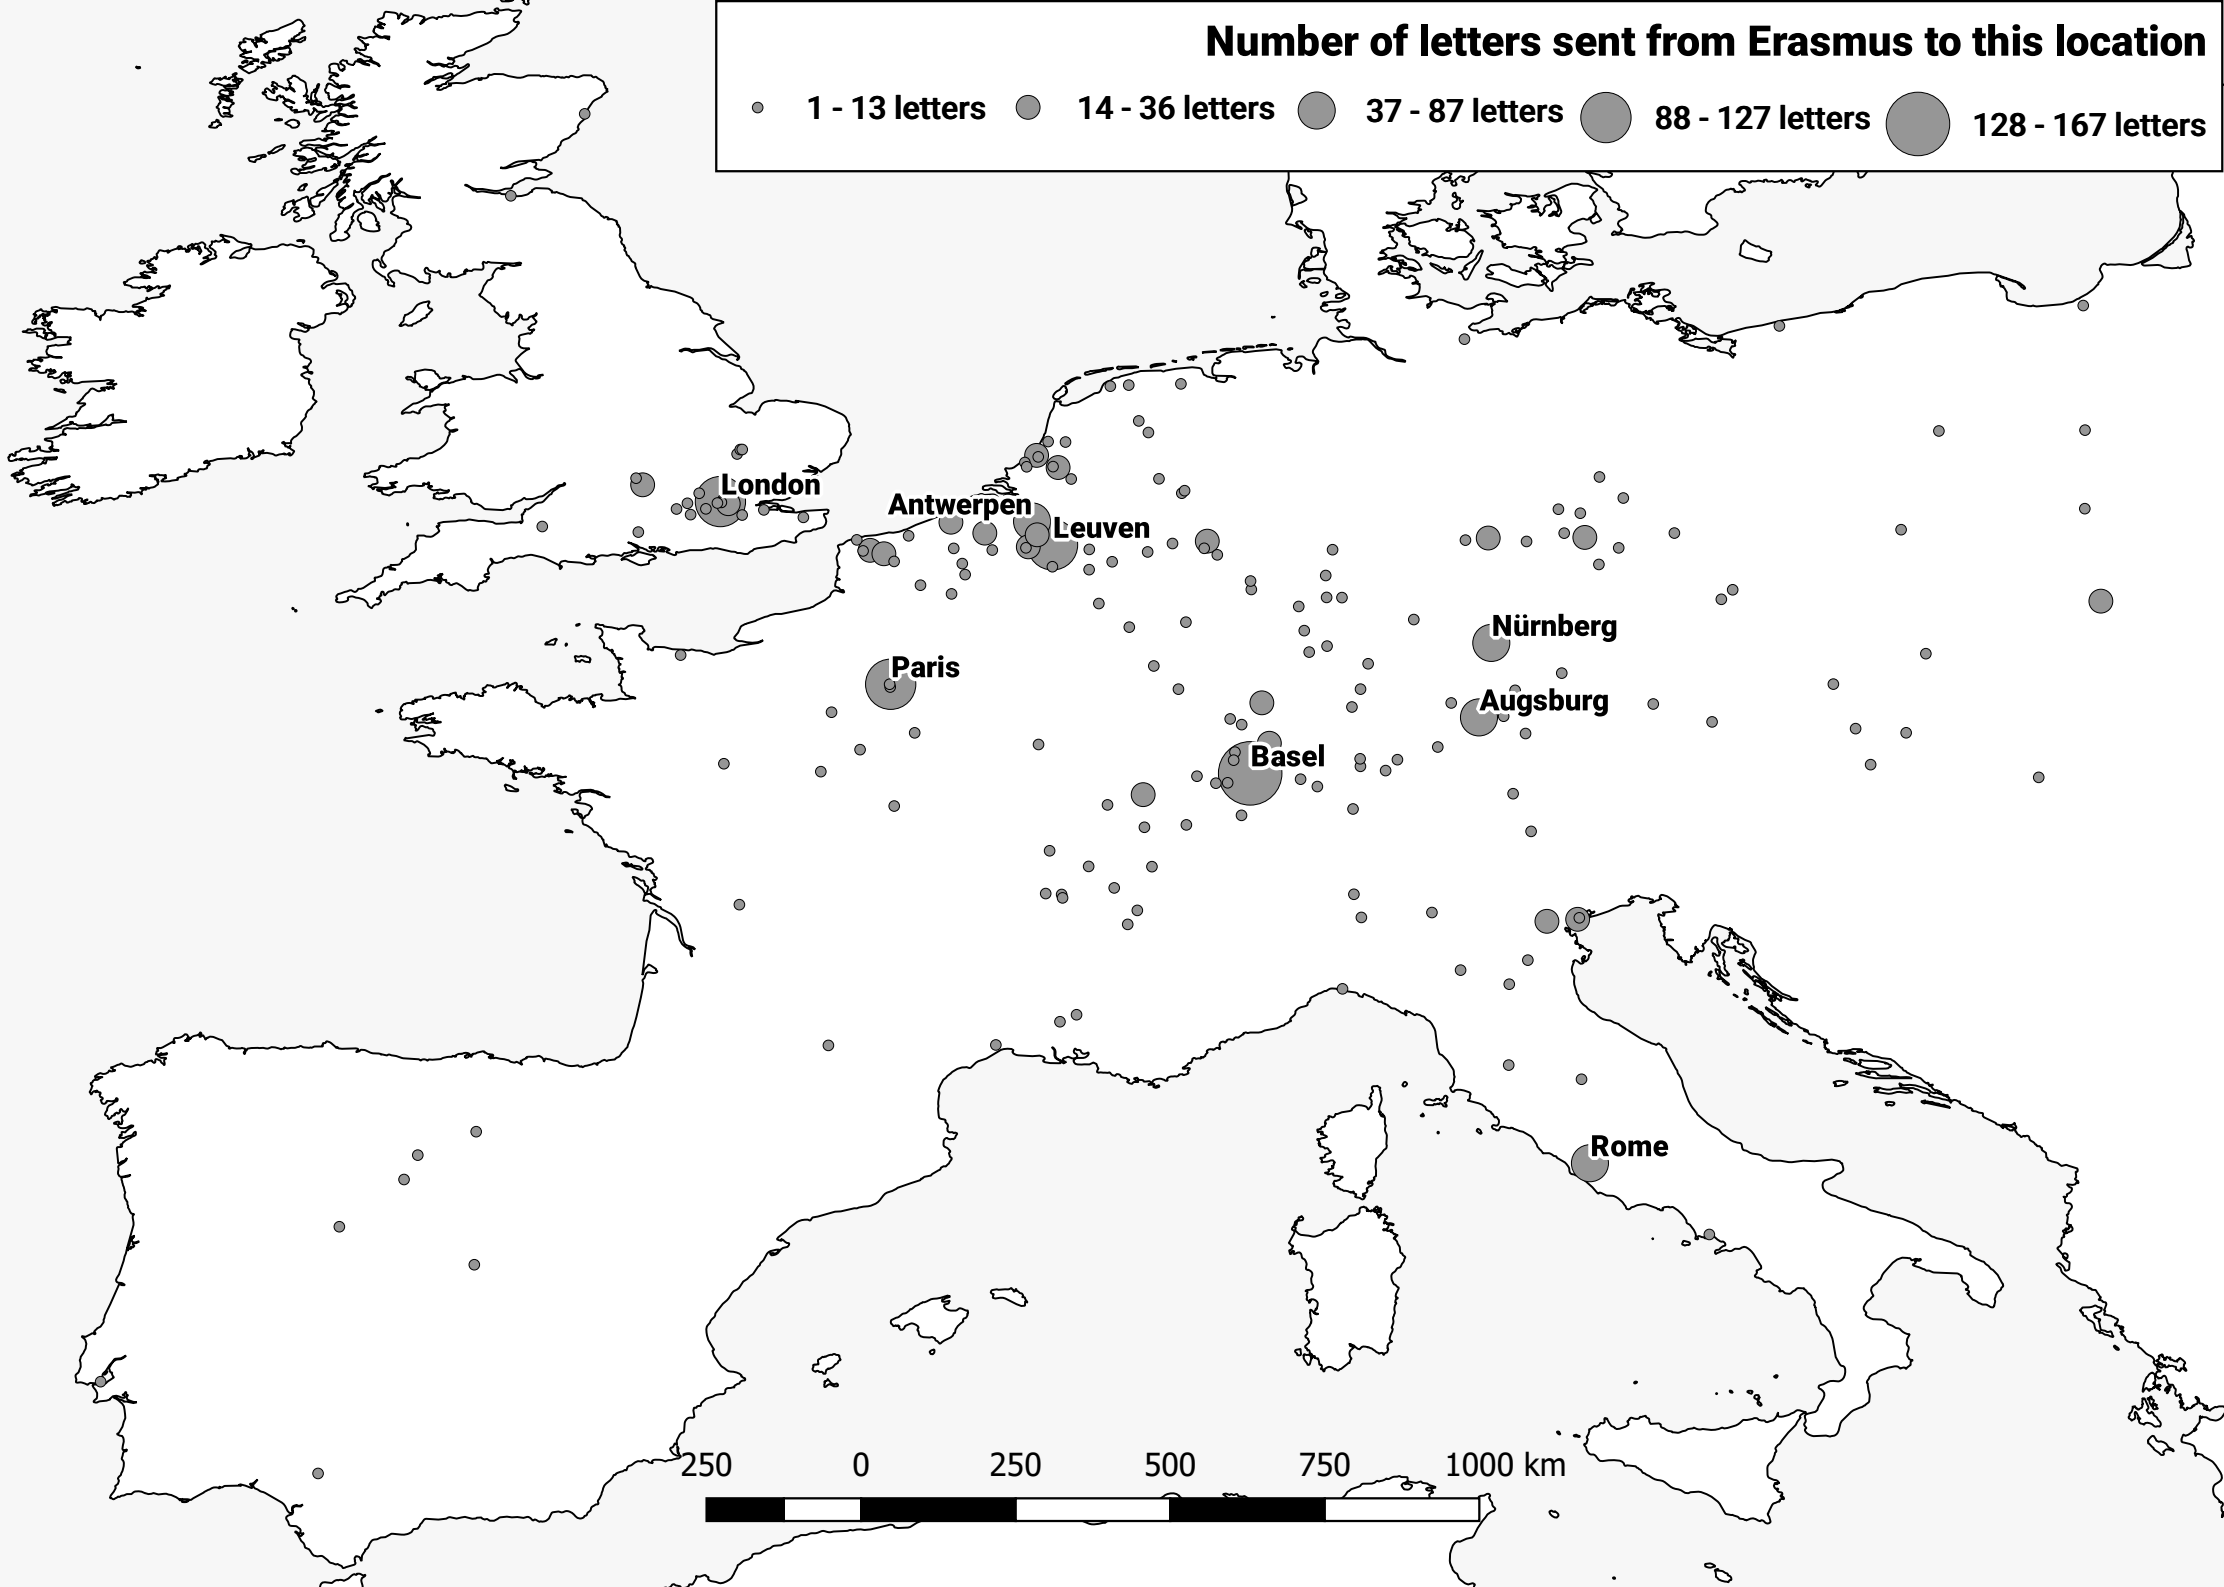 Number of letters sent from Erasmus to this location
1 - 13 letters 14 - 36 letters 37 - 87 letters 88 - 127 letters 128 - 167 letters
London
Antwerpen
Leuven
Nürnberg
Paris
Augsburg
Basel
Rome
250 0 250 500 750 1000 km